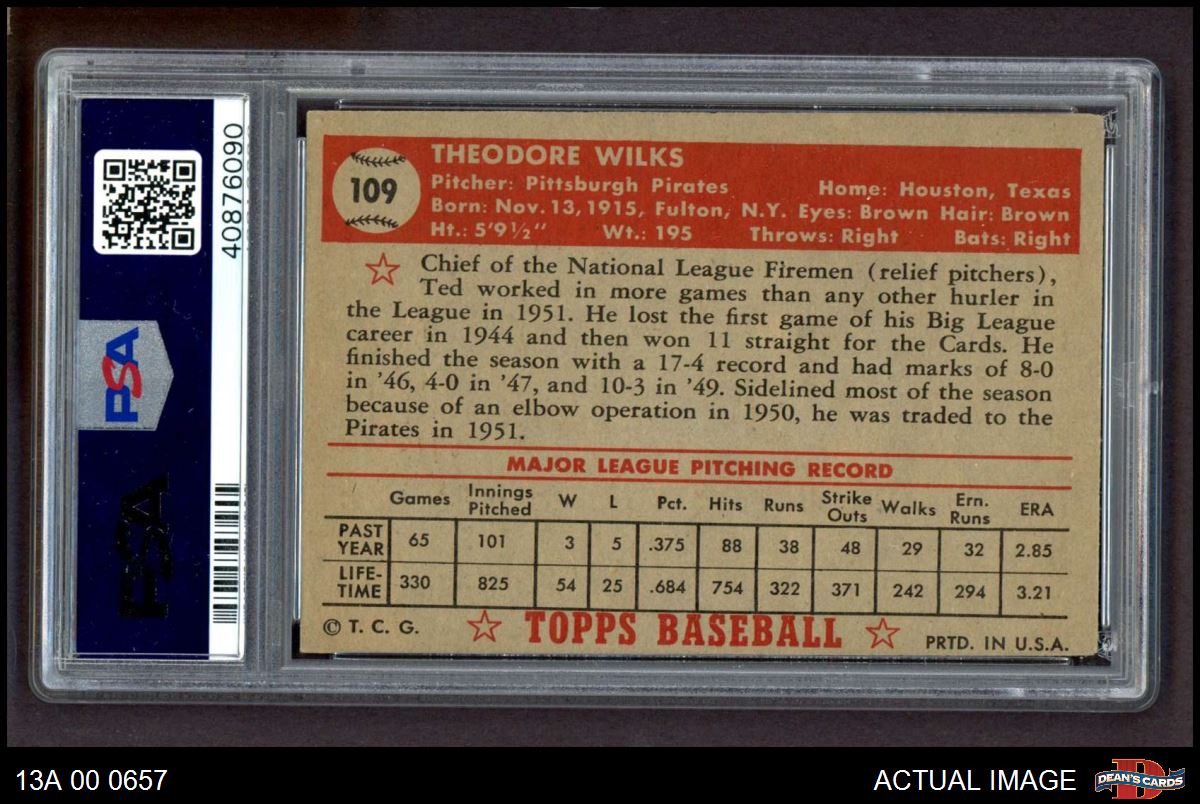 PSA
PSA
40876090
109
THEODORE WILKS
Pitcher: Pittsburgh Pirates Home: Houston, Texas
Born: Nov. 13, 1915, Fulton, N.Y. Eyes: Brown Hair: Brown
Ht.: 5'9½" Wt.: 195 Throws: Right Bats: Right
Chief of the National League Firemen (relief pitchers),
Ted worked in more games than any other hurler in
the League in 1951. He lost the first game of his Big League
career in 1944 and then won 11 straight for the Cards. He
finished the season with a 17-4 record and had marks of 8-0
in '46, 4-0 in '47, and 10-3 in '49. Sidelined most of the season
because of an elbow operation in 1950, he was traded to the
Pirates in 1951.
MAJOR LEAGUE PITCHING RECORD
Games Innings Pitched W L Pct. Hits Runs Strike Outs Walks Ern. Runs ERA
PAST YEAR 65 101 3 5 .375 88 38 48 29 32 2.85
LIFE-TIME 330 825 54 25 .684 754 322 371 242 294 3.21
© T. C. G. TOPPS BASEBALL PRTD. IN U.S.A.
13A 00 0657 ACTUAL IMAGE DEAN'S CARDS